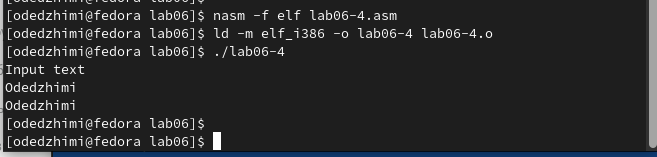 [odedzhimi@fedora lab06]$ nasm -f elf lab06-4.asm
[odedzhimi@fedora lab06]$ ld -m elf_i386 -o lab06-4 lab06-4.o
[odedzhimi@fedora lab06]$ ./lab06-4
Input text
Odedzhimi
Odedzhimi
[odedzhimi@fedora lab06]$
[odedzhimi@fedora lab06]$